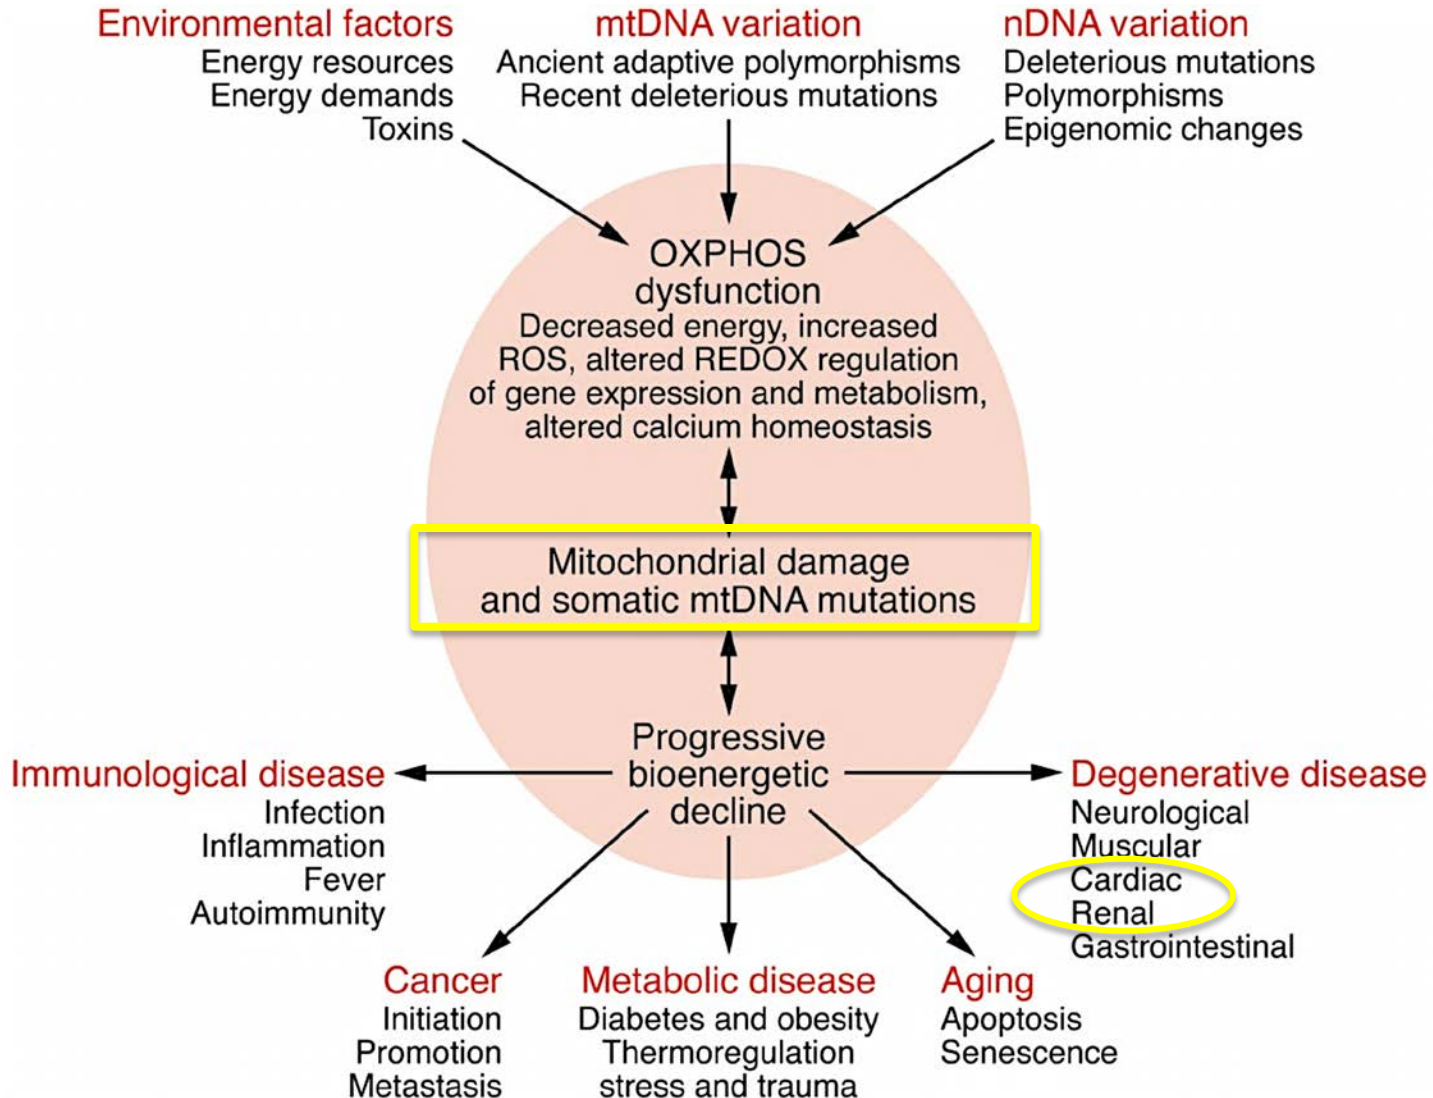 Environmental factors
Energy resources
Energy demands
Toxins
mtDNA variation
Ancient adaptive polymorphisms
Recent deleterious mutations
nDNA variation
Deleterious mutations
Polymorphisms
Epigenomic changes
OXPHOS
dysfunction
Decreased energy, increased
ROS, altered REDOX regulation
of gene expression and metabolism,
altered calcium homeostasis
Mitochondrial damage
and somatic mtDNA mutations
Progressive
bioenergetic
decline
Immunological disease
Infection
Inflammation
Fever
Autoimmunity
Cancer
Initiation
Promotion
Metastasis
Metabolic disease
Diabetes and obesity
Thermoregulation
stress and trauma
Aging
Apoptosis
Senescence
Degenerative disease
Neurological
Muscular
Cardiac
Renal
Gastrointestinal